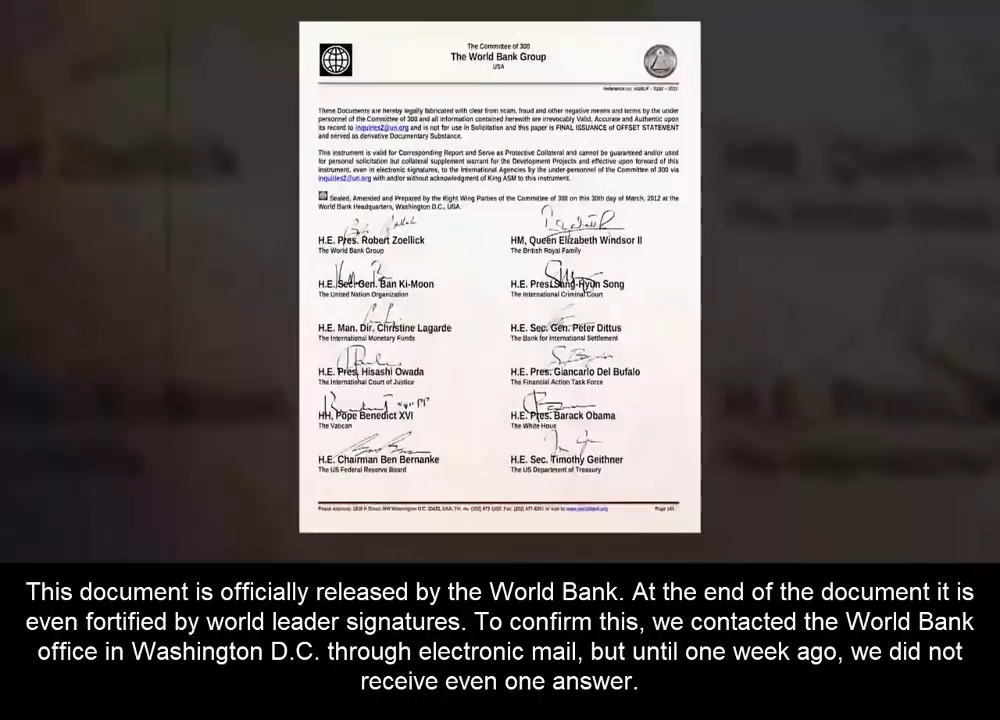 The Committee of 300
The World Bank Group
USA
These Documents are hereby legally fabricated with clear from scam, fraud and other negative means and terms by the under
personnel of the Committee of 300 and all information contained herewith are irrevocably Valid, Accurate and Authentic upon
its record to inquiries2@un.org and is not for use in Solicitation and this paper is FINAL ISSUANCE of OFFSET STATEMENT
and served as derivative Documentary Substance.
This instrument is valid for Corresponding Report and Serve as Protective Collateral and cannot be guaranteed and/or used
for personal solicitation but collateral supplement warrant for the Development Projects and effective upon forward of this
instrument, even in electronic signatures, to the International Agencies by the under-personnel of the Committee of 300 via
inquiries2@un.org with and/or without acknowledgment of King ASM to this instrument.
Sealed, Amended and Prepared by the Right Wing Parties of the Committee of 300 on this 30th day of March, 2012 at the
World Bank Headquarters, Washington D.C., USA.
H.E. Pres. Robert Zoellick
The World Bank Group
HM, Queen Elizabeth Windsor II
The British Royal Family
H.E. Sec. Gen. Ban Ki-Moon
The United Nation Organization
H.E. Pres. Sang-Hyun Song
The International Criminal Court
H.E. Man. Dir. Christine Lagarde
The International Monetary Funds
H.E. Sec. Gen. Peter Dittus
The Bank for International Settlement
H.E. Pres. Hisashi Owada
The International Court of Justice
H.E. Pres. Giancarlo Del Bufalo
The Financial Action Task Force
HH, Pope Benedict XVI
The Vatican
H.E. Pres. Barack Obama
The White Hous
H.E. Chairman Ben Bernanke
The US Federal Reserve Board
H.E. Sec. Timothy Geithner
The US Department of Treasury
This document is officially released by the World Bank. At the end of the document it is
even fortified by world leader signatures. To confirm this, we contacted the World Bank
office in Washington D.C. through electronic mail, but until one week ago, we did not
receive even one answer.